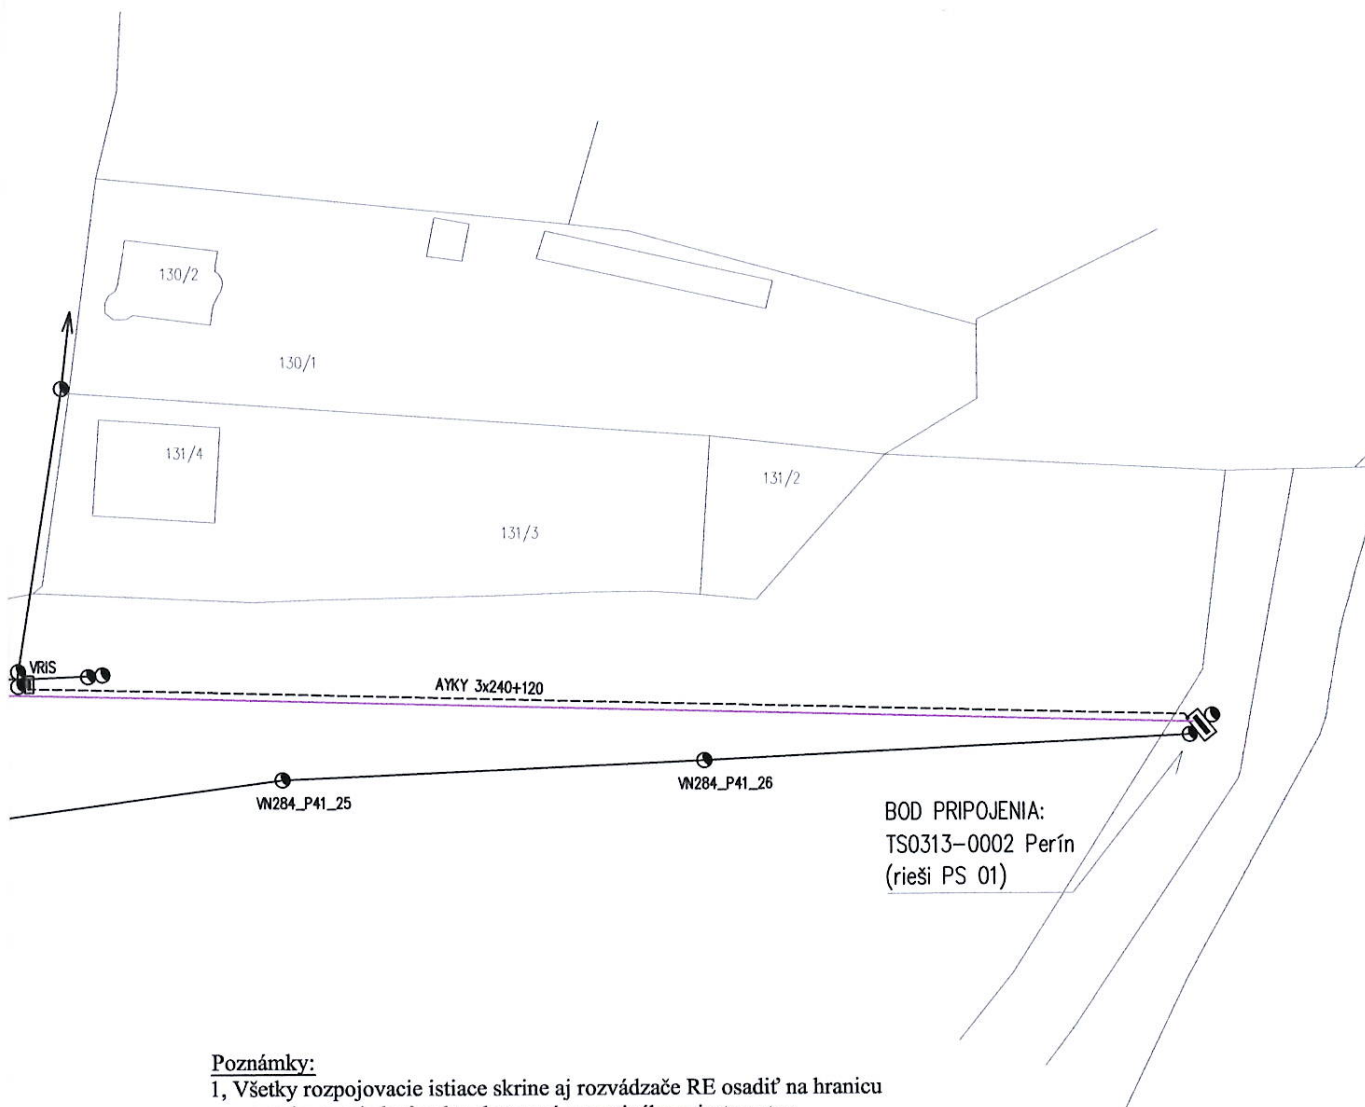 130/2
130/1
131/4
131/2
131/3
VRIS
AYKY 3x240+120
VN284_P41_25
VN284_P41_26
BOD PRIPOJENIA:
TS0313-0002 Perín
(rieši PS 01)
Poznámky:
1, Všetky rozpojovacie istiace skrine aj rozvádzače RE osadiť na hranicu